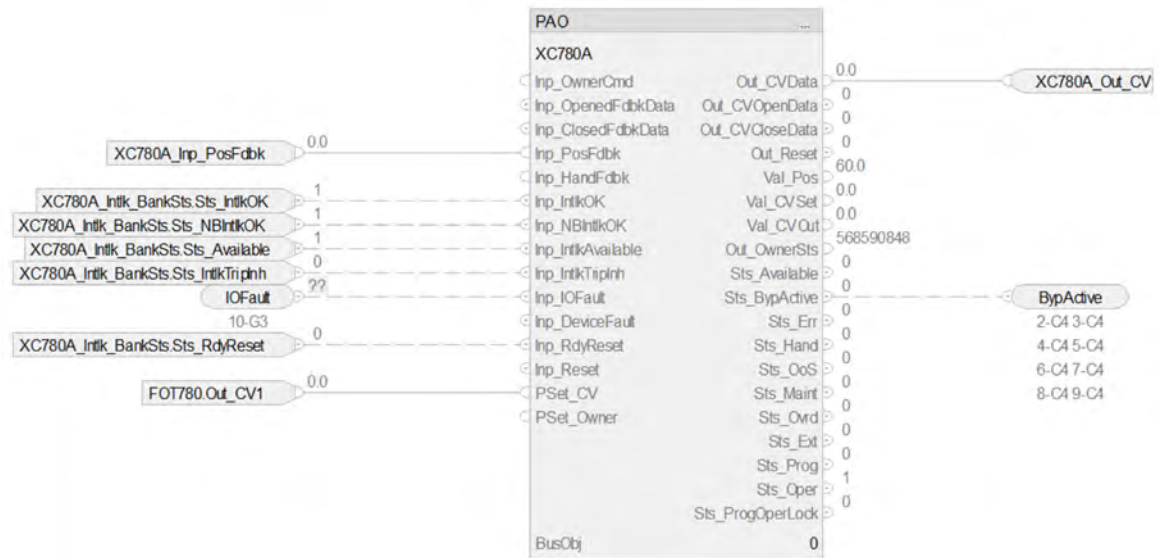 PAO ...
XC780A
Inp_OwnerCmd Out_CVData 0.0 XC780A_Out_CV
Inp_OpenedFdbkData Out_CVOpenData 0
Inp_ClosedFdbkData Out_CVCloseData 0
XC780A_Inp_PosFdbk 0.0 Inp_PosFdbk Out_Reset 0
Inp_HandFdbk Val_Pos 60.0
XC780A_Intlk_BankSts.Sts_IntlkOK 1 Inp_IntlkOK Val_CVSet 0.0
XC780A_Intlk_BankSts.Sts_NBIntlkOK 1 Inp_NBIntlkOK Val_CVOut 0.0
XC780A_Intlk_BankSts.Sts_Available 1 Inp_IntlkAvailable Out_OwnerSts 568590848
XC780A_Intlk_BankSts.Sts_IntlkTripInh 0 Inp_IntlkTripInh Sts_Available 0
IOFault ?? Inp_IOFault Sts_BypActive 0 BypActive
10-G3 Inp_DeviceFault Sts_Err 0 2-C4 3-C4
XC780A_Intlk_BankSts.Sts_RdyReset 0 Inp_RdyReset Sts_Hand 0 4-C4 5-C4
Inp_Reset Sts_OoS 0 6-C4 7-C4
FOT780.Out_CV1 0.0 PSet_CV Sts_Maint 0 8-C4 9-C4
PSet_Owner Sts_Ovrd 0
Sts_Ext 0
Sts_Prog 0
Sts_Oper 1
Sts_ProgOperLock 0
BusObj 0